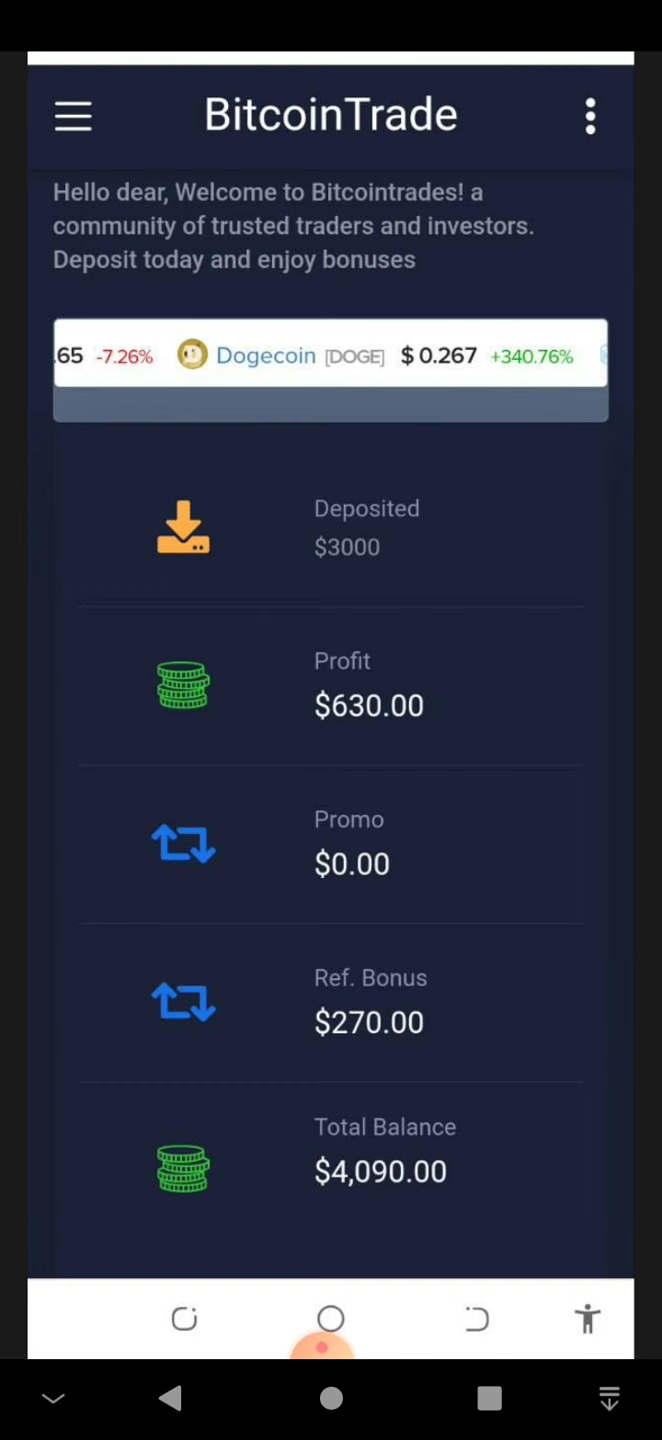 BitcoinTrade
Hello dear, Welcome to Bitcointrades! a
community of trusted traders and investors.
Deposit today and enjoy bonuses
.65 -7.26% Dogecoin [DOGE] $ 0.267 +340.76%
Deposited
$3000
Profit
$630.00
Promo
$0.00
Ref. Bonus
$270.00
Total Balance
$4,090.00